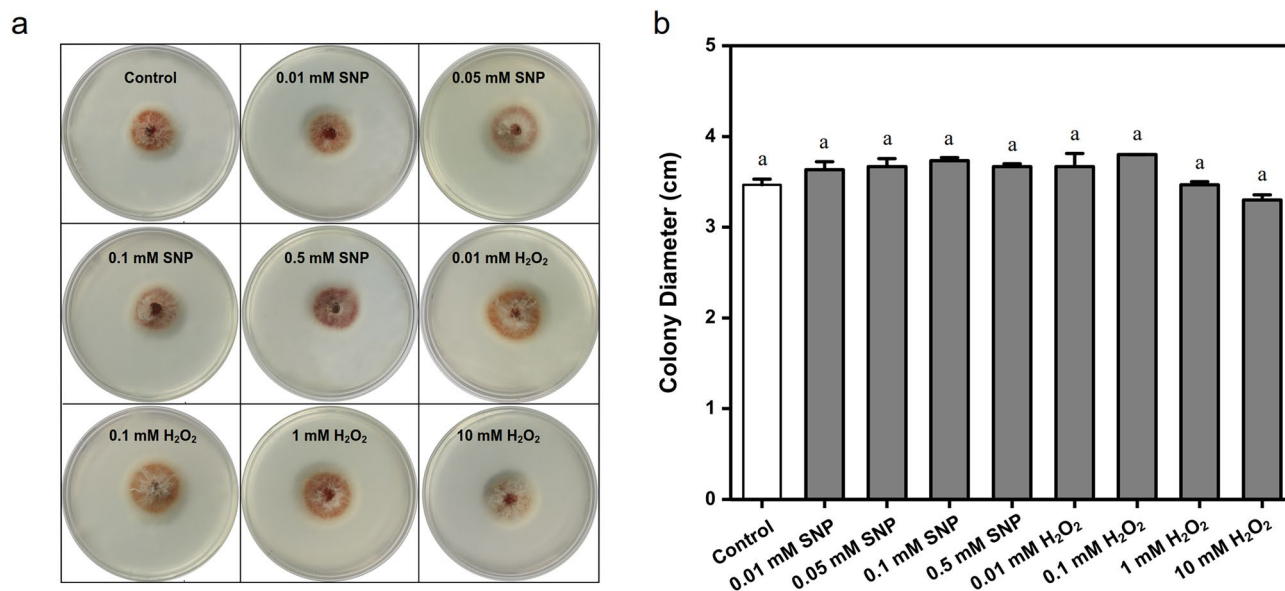 a
Control
0.01 mM SNP
0.05 mM SNP
0.1 mM SNP
0.5 mM SNP
0.01 mM H₂O₂
0.1 mM H₂O₂
1 mM H₂O₂
10 mM H₂O₂
b
Colony Diameter (cm)
5
4
3
2
1
0
a
a
a
a
a
a
a
a
a
Control
0.01 mM SNP
0.05 mM SNP
0.1 mM SNP
0.5 mM SNP
0.01 mM H₂O₂
0.1 mM H₂O₂
1 mM H₂O₂
10 mM H₂O₂